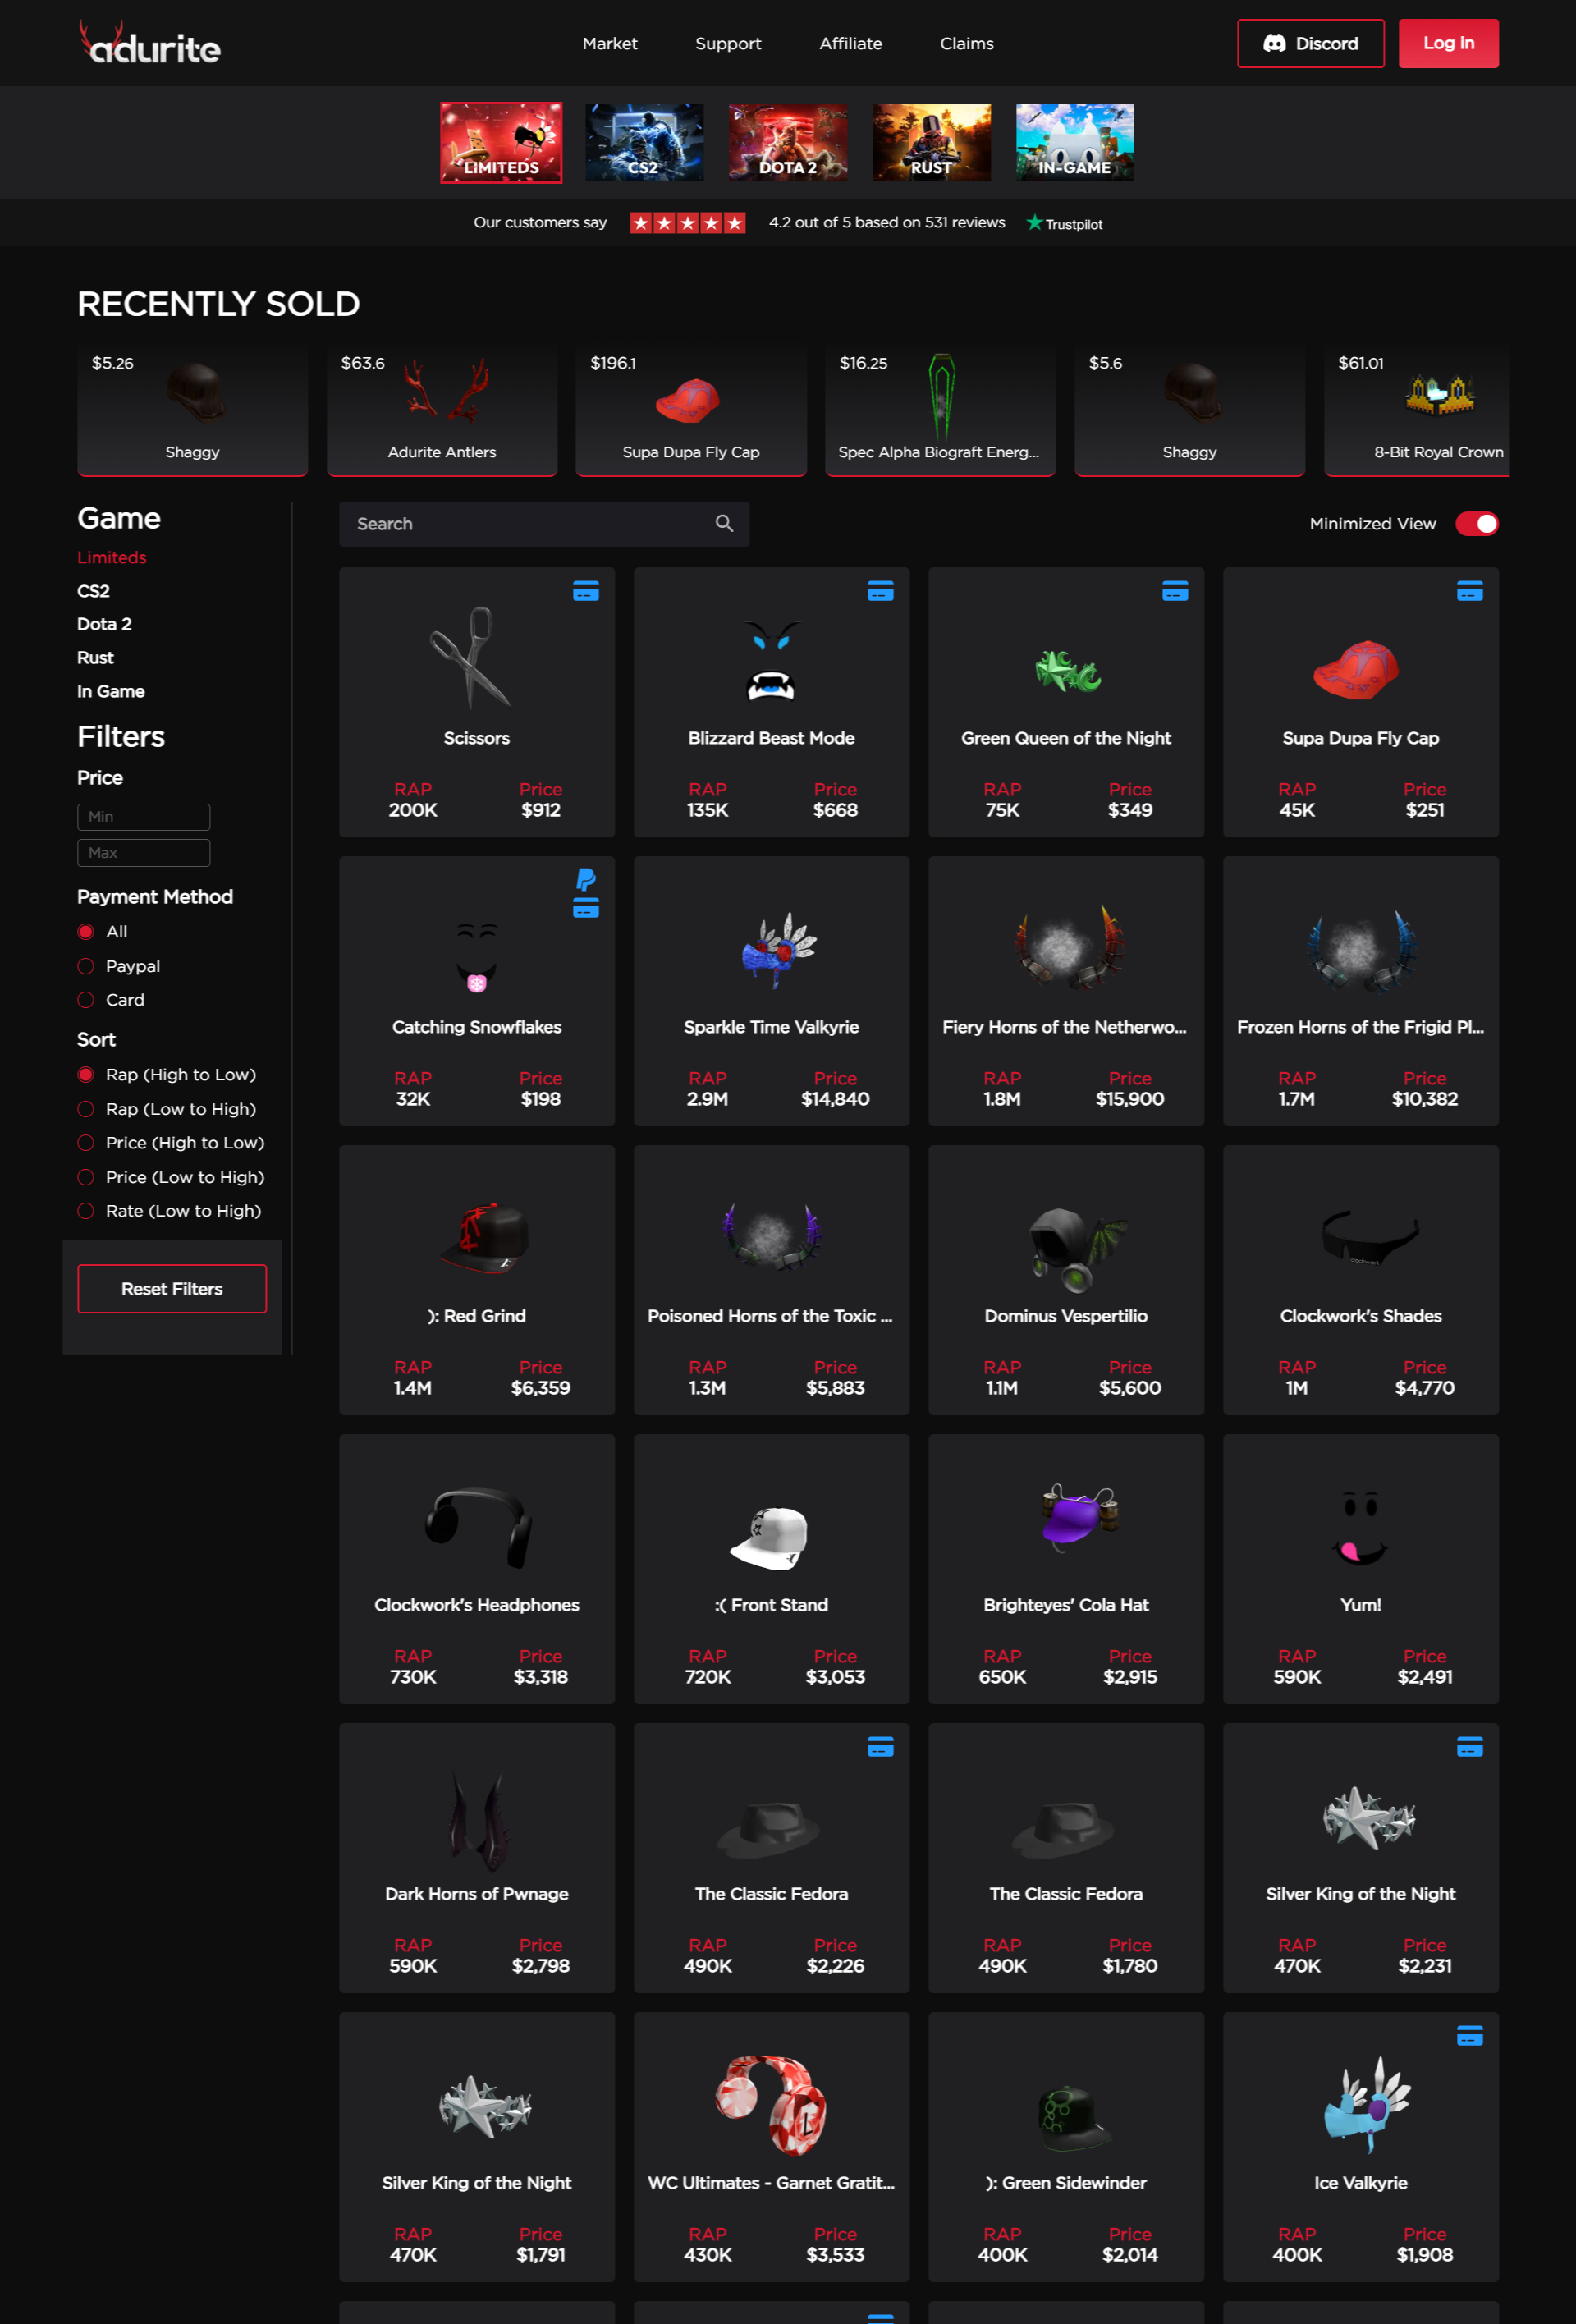 adurite
Market
Support
Affiliate
Claims
Discord
Log in
LIMITEDS
CS2
DOTA 2
RUST
IN-GAME
Our customers say
4.2 out of 5 based on 531 reviews
Trustpilot
RECENTLY SOLD
$5.26
Shaggy
$63.6
Adurite Antlers
$196.1
Supa Dupa Fly Cap
$16.25
Spec Alpha Biograft Energ...
$5.6
Shaggy
$61.01
8-Bit Royal Crown
Game
Limiteds
CS2
Dota 2
Rust
In Game
Filters
Price
Min
Max
Payment Method
All
Paypal
Card
Sort
Rap (High to Low)
Rap (Low to High)
Price (High to Low)
Price (Low to High)
Rate (Low to High)
Reset Filters
Search
Minimized View
Scissors
RAP Price
200K $912
Blizzard Beast Mode
RAP Price
135K $668
Green Queen of the Night
RAP Price
75K $349
Supa Dupa Fly Cap
RAP Price
45K $251
Catching Snowflakes
RAP Price
32K $198
Sparkle Time Valkyrie
RAP Price
2.9M $14,840
Fiery Horns of the Netherwo...
RAP Price
1.8M $15,900
Frozen Horns of the Frigid Pl...
RAP Price
1.7M $10,382
): Red Grind
RAP Price
1.4M $6,359
Poisoned Horns of the Toxic ...
RAP Price
1.3M $5,883
Dominus Vespertilio
RAP Price
1.1M $5,600
Clockwork's Shades
RAP Price
1M $4,770
Clockwork's Headphones
RAP Price
730K $3,318
:( Front Stand
RAP Price
720K $3,053
Brighteyes' Cola Hat
RAP Price
650K $2,915
Yum!
RAP Price
590K $2,491
Dark Horns of Pwnage
RAP Price
590K $2,798
The Classic Fedora
RAP Price
490K $2,226
The Classic Fedora
RAP Price
490K $1,780
Silver King of the Night
RAP Price
470K $2,231
Silver King of the Night
RAP Price
470K $1,791
WC Ultimates - Garnet Gratit...
RAP Price
430K $3,533
): Green Sidewinder
RAP Price
400K $2,014
Ice Valkyrie
RAP Price
400K $1,908